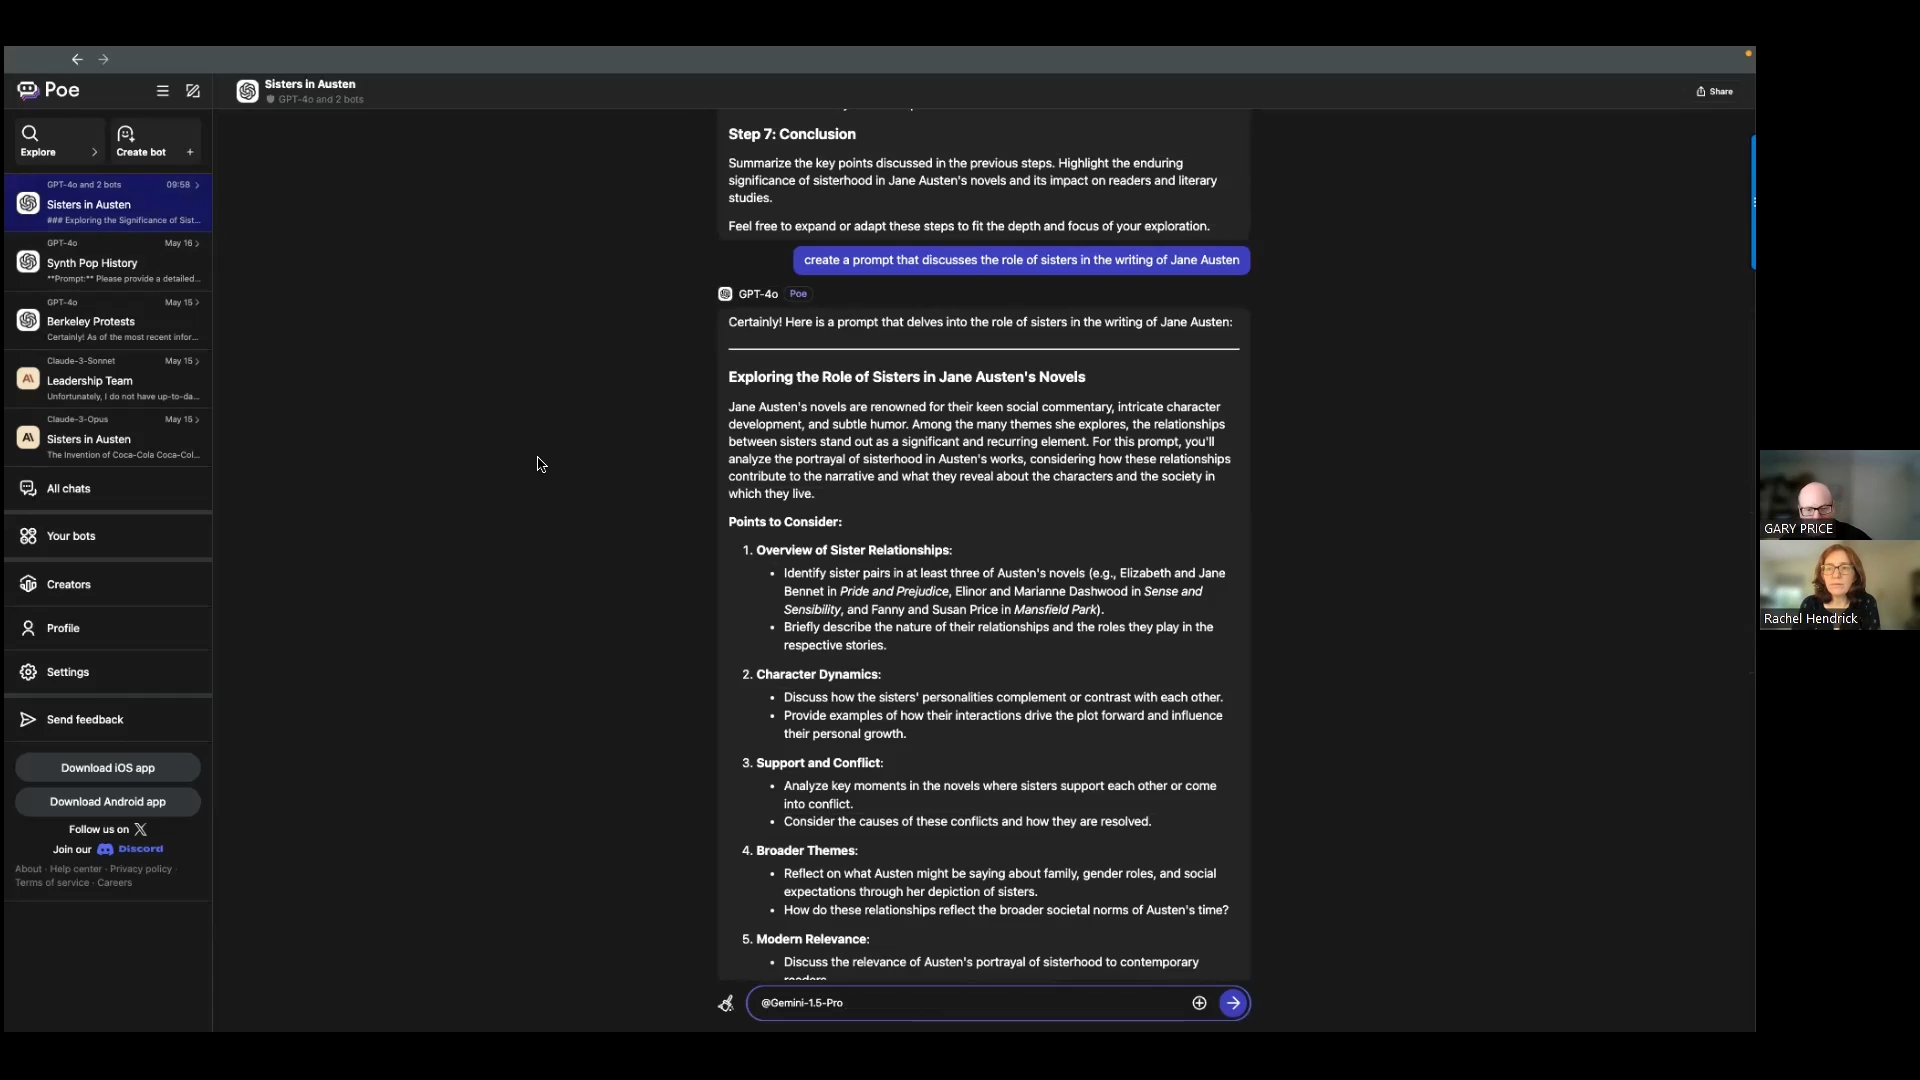 Poe
Explore
Create bot +
GPT-4o and 2 bots 09:58
Sisters in Austen
### Exploring the Significance of Sist...
GPT-4o May 16
Synth Pop History
**Prompt:** Please provide a detailed...
GPT-4o May 15
Berkeley Protests
Certainly! As of the most recent infor...
Claude-3-Sonnet May 15
Leadership Team
Unfortunately, I do not have up-to-da...
Claude-3-Opus May 15
Sisters in Austen
The Invention of Coca-Cola Coca-Col...
All chats
Your bots
Creators
Profile
Settings
Send feedback
Download iOS app
Download Android app
Follow us on X
Join our Discord
About · Help center · Privacy policy ·
Terms of service · Careers
Sisters in Austen
GPT-4o and 2 bots
Share
Step 7: Conclusion
Summarize the key points discussed in the previous steps. Highlight the enduring
significance of sisterhood in Jane Austen's novels and its impact on readers and literary
studies.
Feel free to expand or adapt these steps to fit the depth and focus of your exploration.
create a prompt that discusses the role of sisters in the writing of Jane Austen
GPT-4o Poe
Certainly! Here is a prompt that delves into the role of sisters in the writing of Jane Austen:
Exploring the Role of Sisters in Jane Austen's Novels
Jane Austen's novels are renowned for their keen social commentary, intricate character
development, and subtle humor. Among the many themes she explores, the relationships
between sisters stand out as a significant and recurring element. For this prompt, you'll
analyze the portrayal of sisterhood in Austen's works, considering how these relationships
contribute to the narrative and what they reveal about the characters and the society in
which they live.
Points to Consider:
1. Overview of Sister Relationships:
• Identify sister pairs in at least three of Austen's novels (e.g., Elizabeth and Jane
Bennet in Pride and Prejudice, Elinor and Marianne Dashwood in Sense and
Sensibility, and Fanny and Susan Price in Mansfield Park).
• Briefly describe the nature of their relationships and the roles they play in the
respective stories.
2. Character Dynamics:
• Discuss how the sisters' personalities complement or contrast with each other.
• Provide examples of how their interactions drive the plot forward and influence
their personal growth.
3. Support and Conflict:
• Analyze key moments in the novels where sisters support each other or come
into conflict.
• Consider the causes of these conflicts and how they are resolved.
4. Broader Themes:
• Reflect on what Austen might be saying about family, gender roles, and social
expectations through her depiction of sisters.
• How do these relationships reflect the broader societal norms of Austen's time?
5. Modern Relevance:
• Discuss the relevance of Austen's portrayal of sisterhood to contemporary
readers.
@Gemini-1.5-Pro
GARY PRICE
Rachel Hendrick